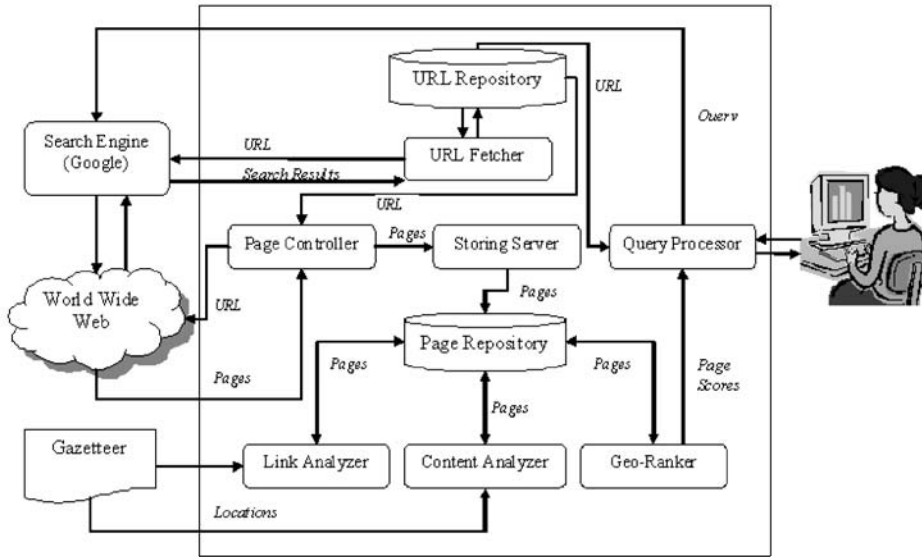 URL Repository
URL
Query
Search Engine
(Google)
URL
URL Fetcher
Search Results
URL
Page Controller
Pages
Storing Server
Query Processor
World Wide
Web
URL
Pages
Page Repository
Pages
Pages
Pages
Page
Scores
Pages
Gazetteer
Link Analyzer
Content Analyzer
Geo-Ranker
Locations